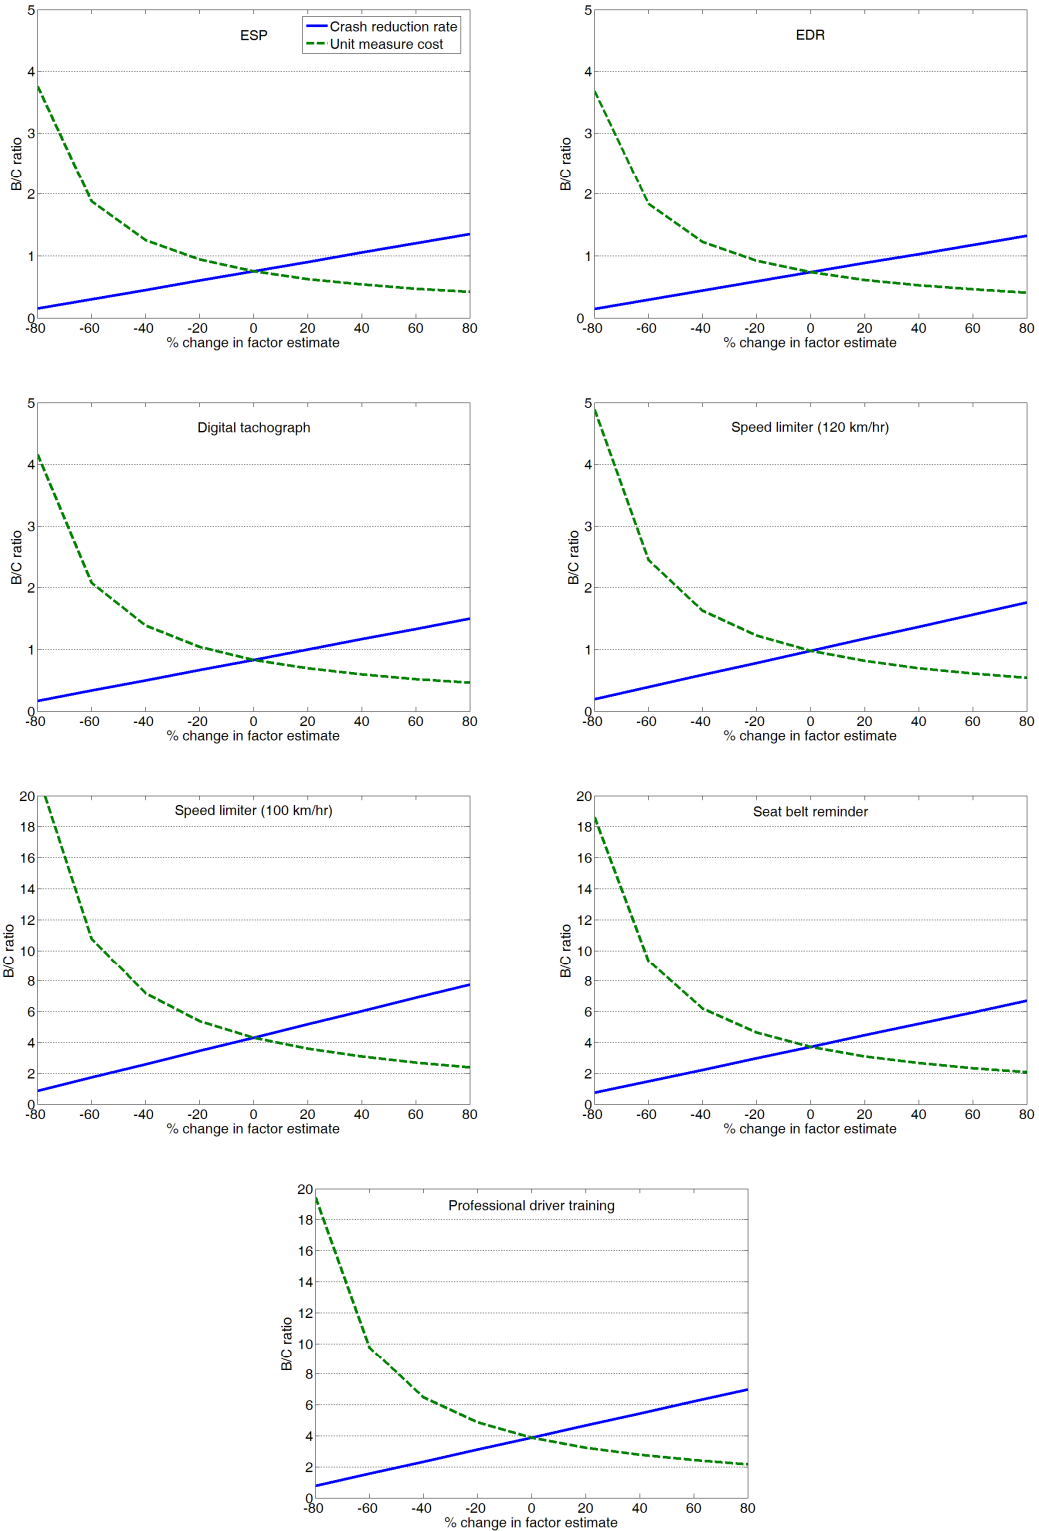 ESP
Crash reduction rate
Unit measure cost
B/C ratio
5
4
3
2
1
0
-80 -60 -40 -20 0 20 40 60 80
% change in factor estimate
EDR
B/C ratio
5
4
3
2
1
0
-80 -60 -40 -20 0 20 40 60 80
% change in factor estimate
Digital tachograph
B/C ratio
5
4
3
2
1
0
-80 -60 -40 -20 0 20 40 60 80
% change in factor estimate
Speed limiter (120 km/hr)
B/C ratio
5
4
3
2
1
0
-80 -60 -40 -20 0 20 40 60 80
% change in factor estimate
Speed limiter (100 km/hr)
B/C ratio
20
18
16
14
12
10
8
6
4
2
0
-80 -60 -40 -20 0 20 40 60 80
% change in factor estimate
Seat belt reminder
B/C ratio
20
18
16
14
12
10
8
6
4
2
0
-80 -60 -40 -20 0 20 40 60 80
% change in factor estimate
Professional driver training
B/C ratio
20
18
16
14
12
10
8
6
4
2
0
-80 -60 -40 -20 0 20 40 60 80
% change in factor estimate